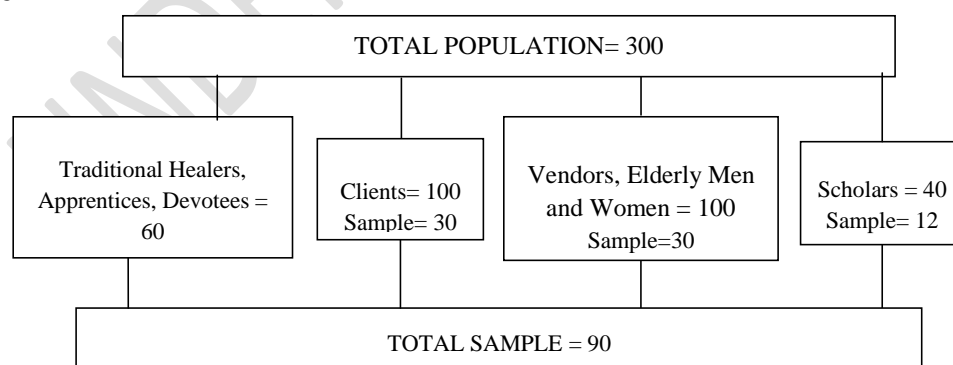 TOTAL POPULATION= 300
Traditional Healers,
Apprentices, Devotees =
60
Clients= 100
Sample= 30
Vendors, Elderly Men
and Women = 100
Sample=30
Scholars = 40
Sample= 12
TOTAL SAMPLE = 90